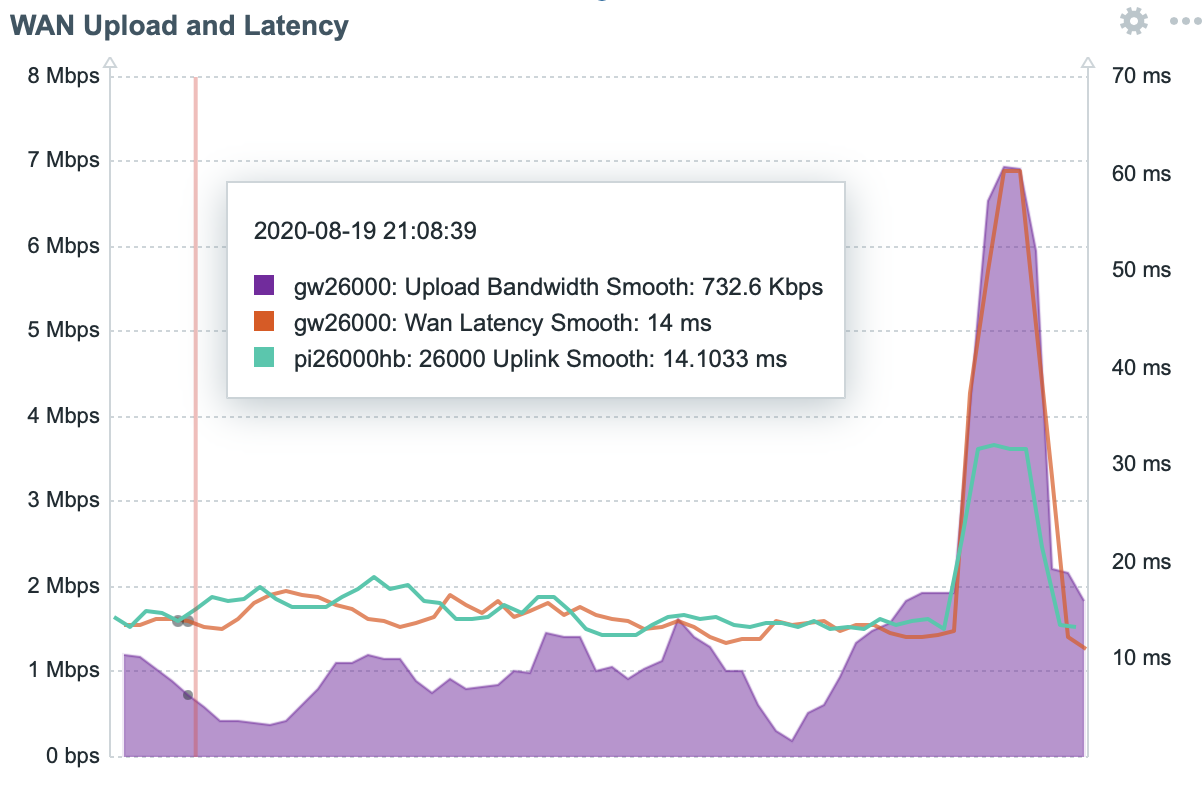 WAN Upload and Latency
8 Mbps
7 Mbps
6 Mbps
5 Mbps
4 Mbps
3 Mbps
2 Mbps
1 Mbps
0 bps
2020-08-19 21:08:39
gw26000: Upload Bandwidth Smooth: 732.6 Kbps
gw26000: Wan Latency Smooth: 14 ms
pi26000hb: 26000 Uplink Smooth: 14.1033 ms
70 ms
60 ms
50 ms
40 ms
30 ms
20 ms
10 ms